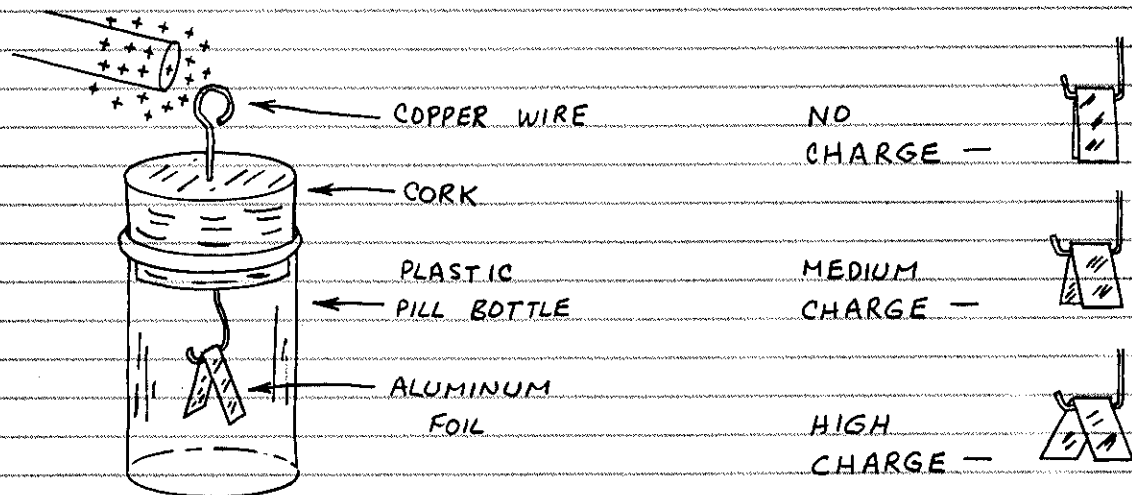 COPPER WIRE
CORK
PLASTIC
PILL BOTTLE
ALUMINUM
FOIL
NO
CHARGE —
MEDIUM
CHARGE —
HIGH
CHARGE —